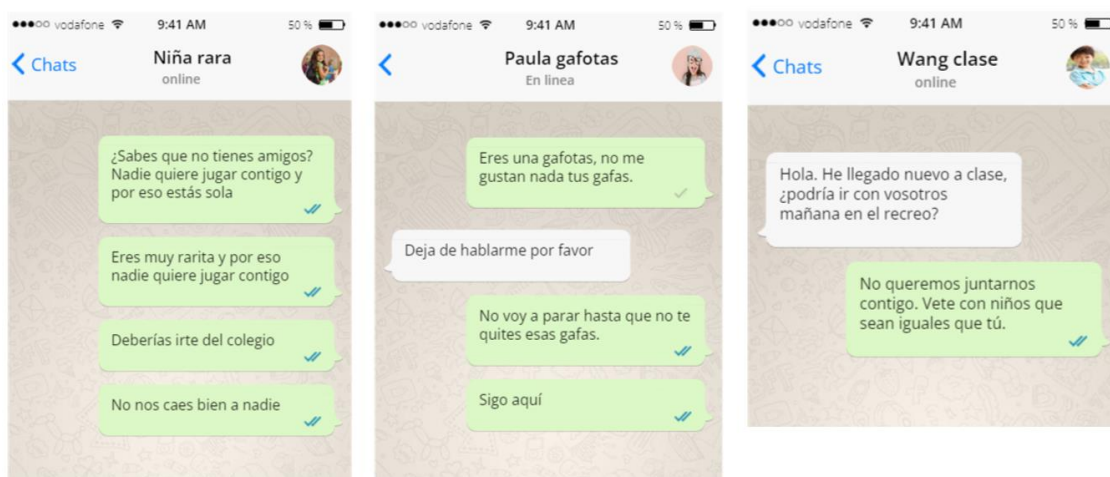 vodafone 9:41 AM 50 %
Chats
Niña rara
online
¿Sabes que no tienes amigos?
Nadie quiere jugar contigo y
por eso estás sola
Eres muy rarita y por eso
nadie quiere jugar contigo
Deberías irte del colegio
No nos caes bien a nadie
vodafone 9:41 AM 50 %
Paula gafotas
En linea
Eres una gafotas, no me
gustan nada tus gafas.
Deja de hablarme por favor
No voy a parar hasta que no te
quites esas gafas.
Sigo aquí
vodafone 9:41 AM 50 %
Chats
Wang clase
online
Hola. He llegado nuevo a clase,
¿podría ir con vosotros
mañana en el recreo?
No queremos juntarnos
contigo. Vete con niños que
sean iguales que tú.